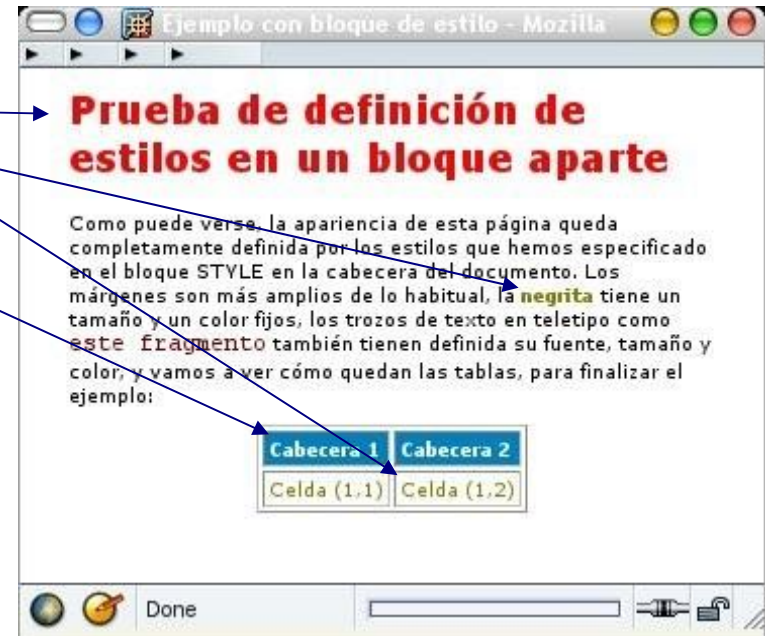 Ejemplo con bloque de estilo - Mozilla
Prueba de definición de
estilos en un bloque aparte
Como puede verse, la apariencia de esta página queda
completamente definida por los estilos que hemos especificado
en el bloque STYLE en la cabecera del documento. Los
márgenes son más amplios de lo habitual, la negrita tiene un
tamaño y un color fijos, los trozos de texto en teletipo como
este fragmento también tienen definida su fuente, tamaño y
color, y vamos a ver cómo quedan las tablas, para finalizar el
ejemplo:
Cabecera 1 Cabecera 2
Celda (1,1) Celda (1,2)
Done